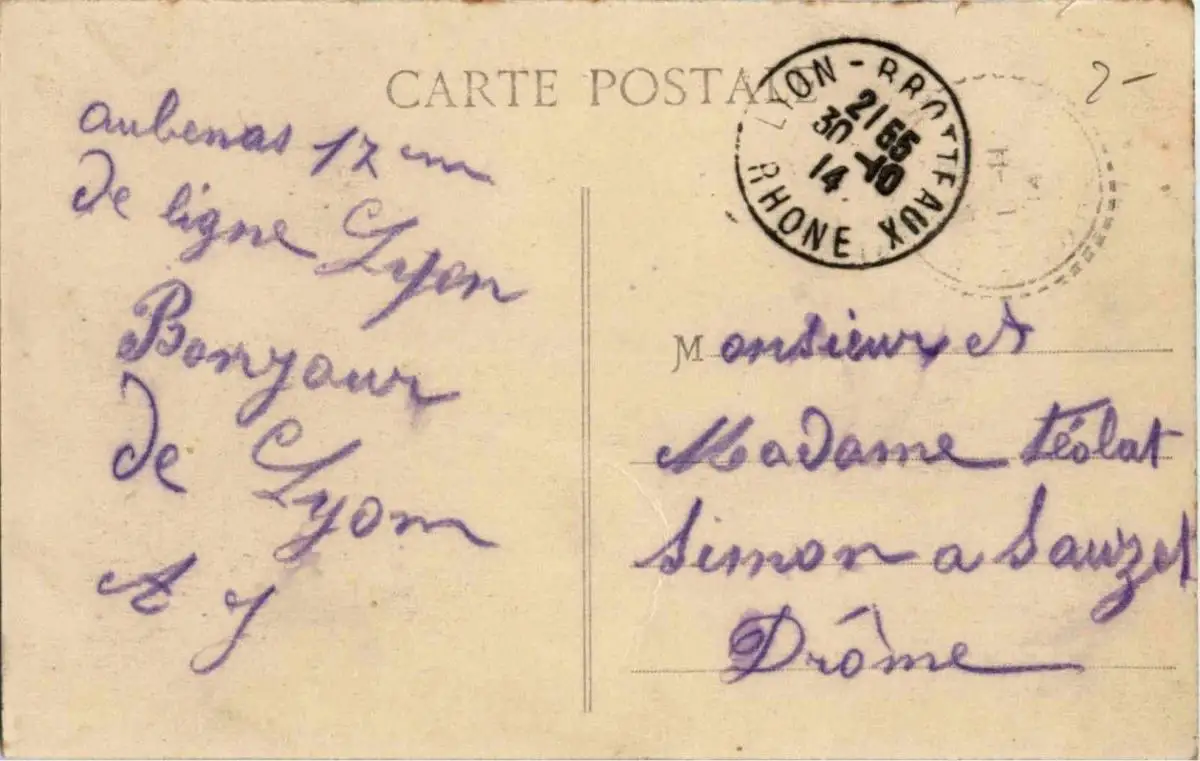 CARTE POSTALE
LYON - BROTTEAUX
21 55
30 - 10
14
RHONE
2 -
aubenas 17 em
de ligne Lyon
Bonjour
de Lyon
A J
Monsieur et
Madame Téolat
Simon a Sauzet
Drôme